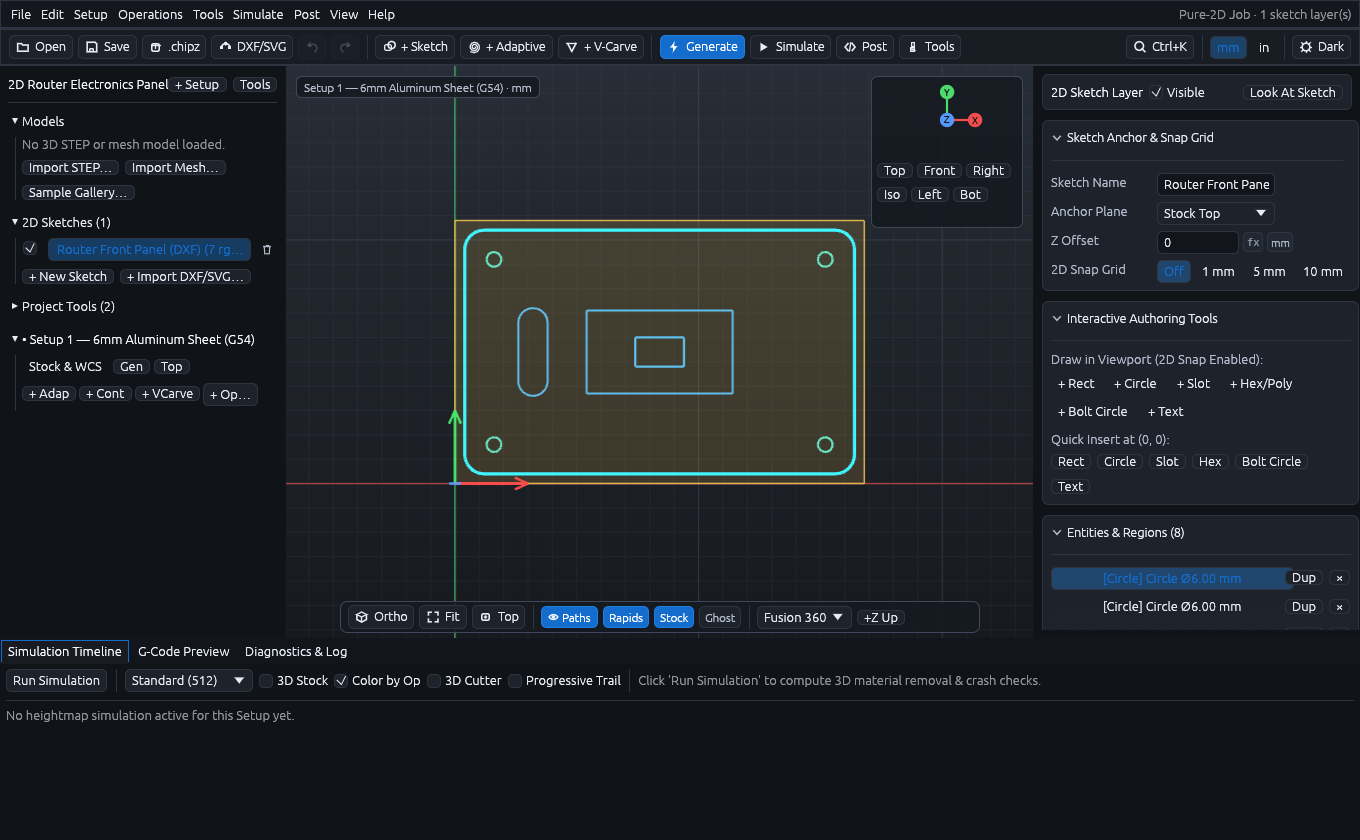 File Edit Setup Operations Tools Simulate Post View Help Pure-2D Job · 1 sketch layer(s)
Open Save .chipz DXF/SVG + Sketch + Adaptive + V-Carve Generate Simulate Post Tools Ctrl+K mm in Dark
2D Router Electronics Panel + Setup Tools
Models
No 3D STEP or mesh model loaded.
Import STEP... Import Mesh...
Sample Gallery...
2D Sketches (1)
Router Front Panel (DXF) (7 rg...
+ New Sketch + Import DXF/SVG...
Project Tools (2)
• Setup 1 — 6mm Aluminum Sheet (G54)
Stock & WCS Gen Top
+ Adap + Cont + VCarve + Op...
Setup 1 — 6mm Aluminum Sheet (G54) · mm
Y
Z X
Top Front Right
Iso Left Bot
Ortho Fit Top Paths Rapids Stock Ghost Fusion 360 +Z Up
2D Sketch Layer Visible Look At Sketch
Sketch Anchor & Snap Grid
Sketch Name Router Front Pane
Anchor Plane Stock Top
Z Offset 0 fx mm
2D Snap Grid Off 1 mm 5 mm 10 mm
Interactive Authoring Tools
Draw in Viewport (2D Snap Enabled):
+ Rect + Circle + Slot + Hex/Poly
+ Bolt Circle + Text
Quick Insert at (0, 0):
Rect Circle Slot Hex Bolt Circle
Text
Entities & Regions (8)
[Circle] Circle Ø6.00 mm Dup ×
[Circle] Circle Ø6.00 mm Dup ×
Simulation Timeline G-Code Preview Diagnostics & Log
Run Simulation Standard (512) 3D Stock Color by Op 3D Cutter Progressive Trail Click 'Run Simulation' to compute 3D material removal & crash checks.
No heightmap simulation active for this Setup yet.